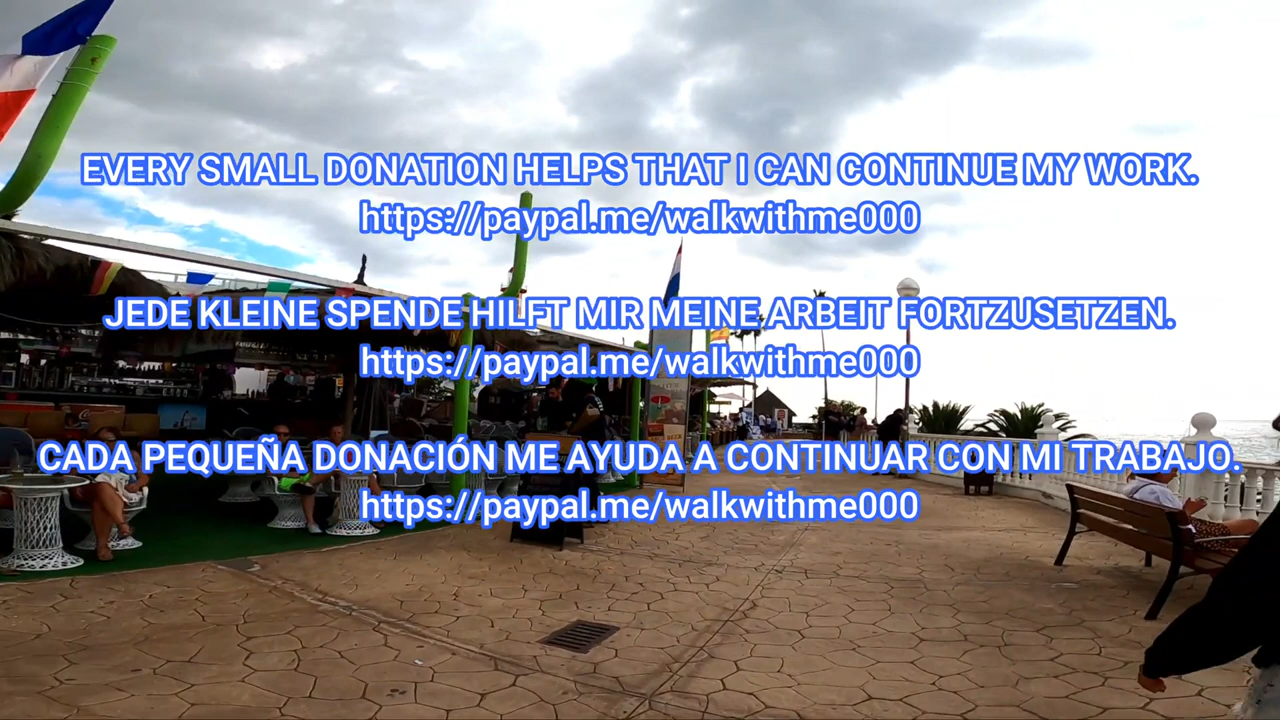 EVERY SMALL DONATION HELPS THAT I CAN CONTINUE MY WORK.
https://paypal.me/walkwithme000
JEDE KLEINE SPENDE HILFT MIR MEINE ARBEIT FORTZUSETZEN.
https://paypal.me/walkwithme000
CADA PEQUEÑA DONACIÓN ME AYUDA A CONTINUAR CON MI TRABAJO.
https://paypal.me/walkwithme000